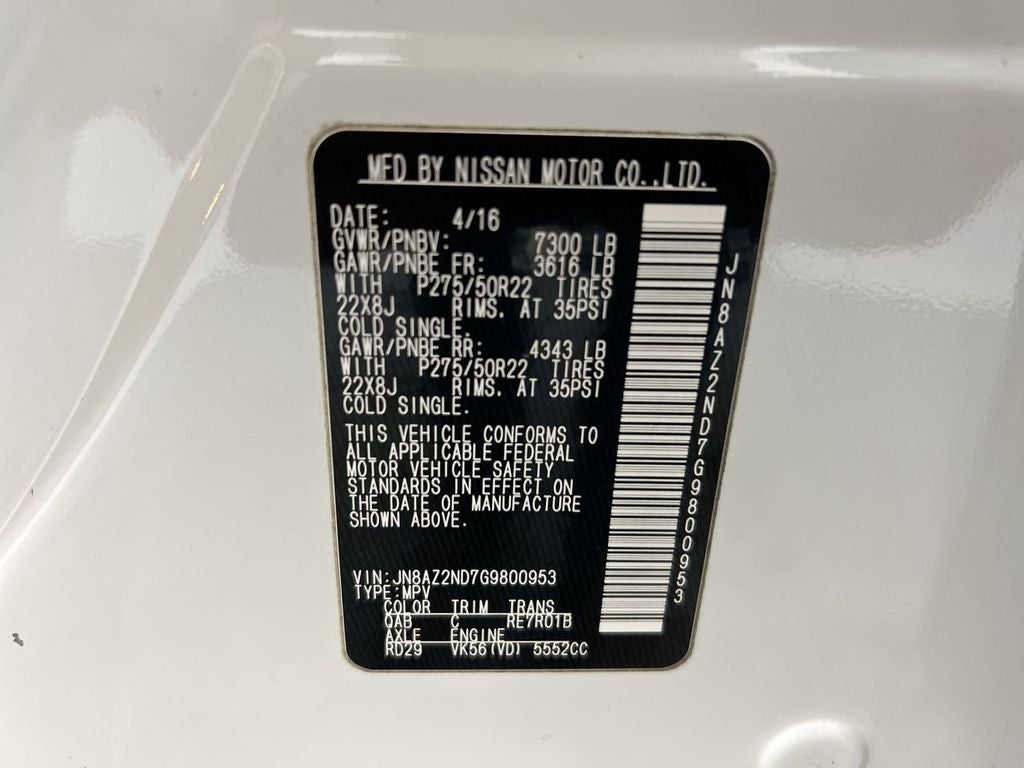 MFD BY NISSAN MOTOR CO.,LTD.
DATE: 4/16
GVWR/PNBV: 7300 LB
GAWR/PNBE FR: 3616 LB
WITH P275/50R22 TIRES
22X8J RIMS. AT 35PSI
COLD SINGLE.
GAWR/PNBE RR: 4343 LB
WITH P275/50R22 TIRES
22X8J RIMS. AT 35PSI
COLD SINGLE.
THIS VEHICLE CONFORMS TO
ALL APPLICABLE FEDERAL
MOTOR VEHICLE SAFETY
STANDARDS IN EFFECT ON
THE DATE OF MANUFACTURE
SHOWN ABOVE.
VIN:JN8AZ2ND7G9800953
TYPE:MPV
COLOR TRIM TRANS
QAB C RE7R01B
AXLE ENGINE
RD29 VK56(VD) 5552CC
JN8AZ2ND7G9800953